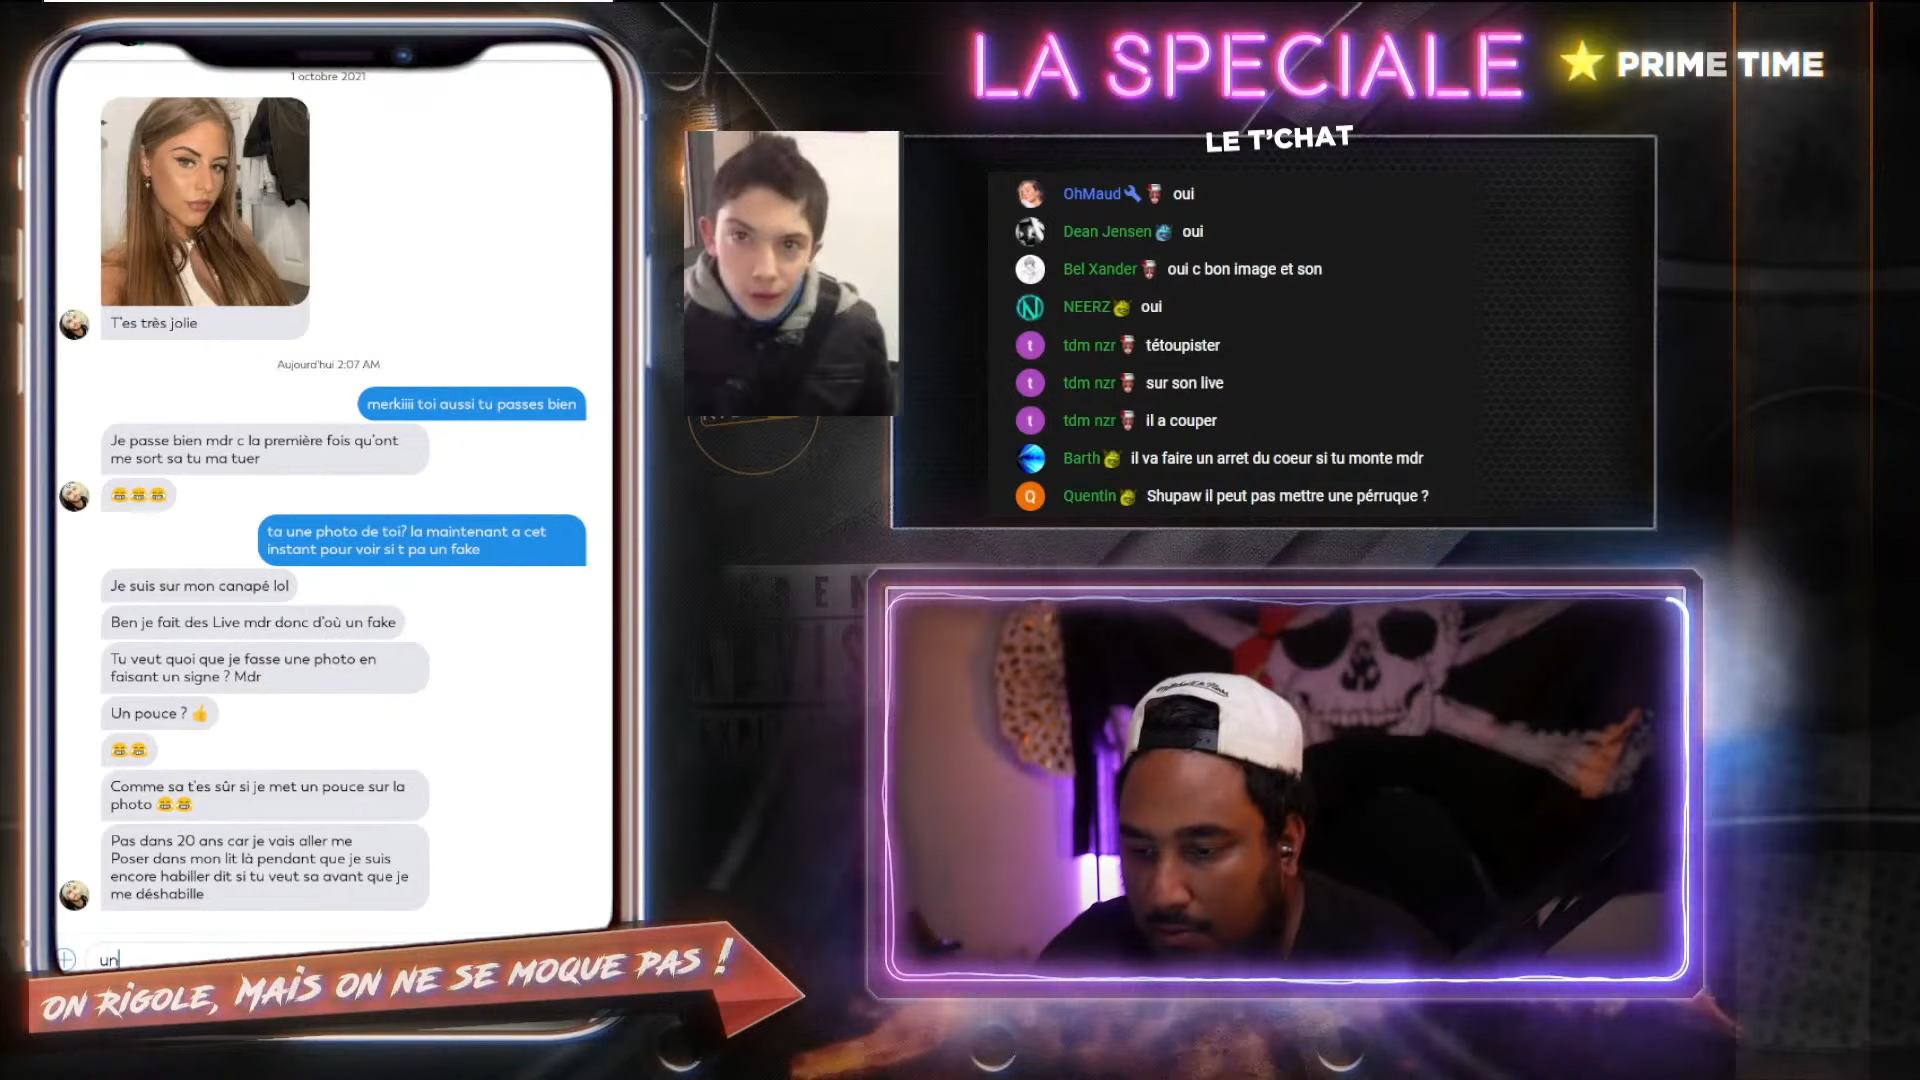 LA SPECIALE
PRIME TIME
LE T'CHAT
1 octobre 2021
T'es très jolie
Aujourd'hui 2:07 AM
merkiiii toi aussi tu passes bien
Je passe bien mdr c la première fois qu'ont
me sort sa tu ma tuer
😂😂😂
ta une photo de toi? la maintenant a cet
instant pour voir si t pa un fake
Je suis sur mon canapé lol
Ben je fait des Live mdr donc d'où un fake
Tu veut quoi que je fasse une photo en
faisant un signe ? Mdr
Un pouce ? 👍
😂😂
Comme sa t'es sûr si je met un pouce sur la
photo 😂😂
Pas dans 20 ans car je vais aller me
Poser dans mon lit là pendant que je suis
encore habiller dit si tu veut sa avant que je
me déshabille
un
ON RIGOLE, MAIS ON NE SE MOQUE PAS !
OhMaud oui
Dean Jensen oui
Bel Xander oui c bon image et son
N NEERZ oui
t tdm nzr tétoupister
t tdm nzr sur son live
t tdm nzr il a couper
Barth il va faire un arret du coeur si tu monte mdr
Q Quentin Shupaw il peut pas mettre une pérruque ?